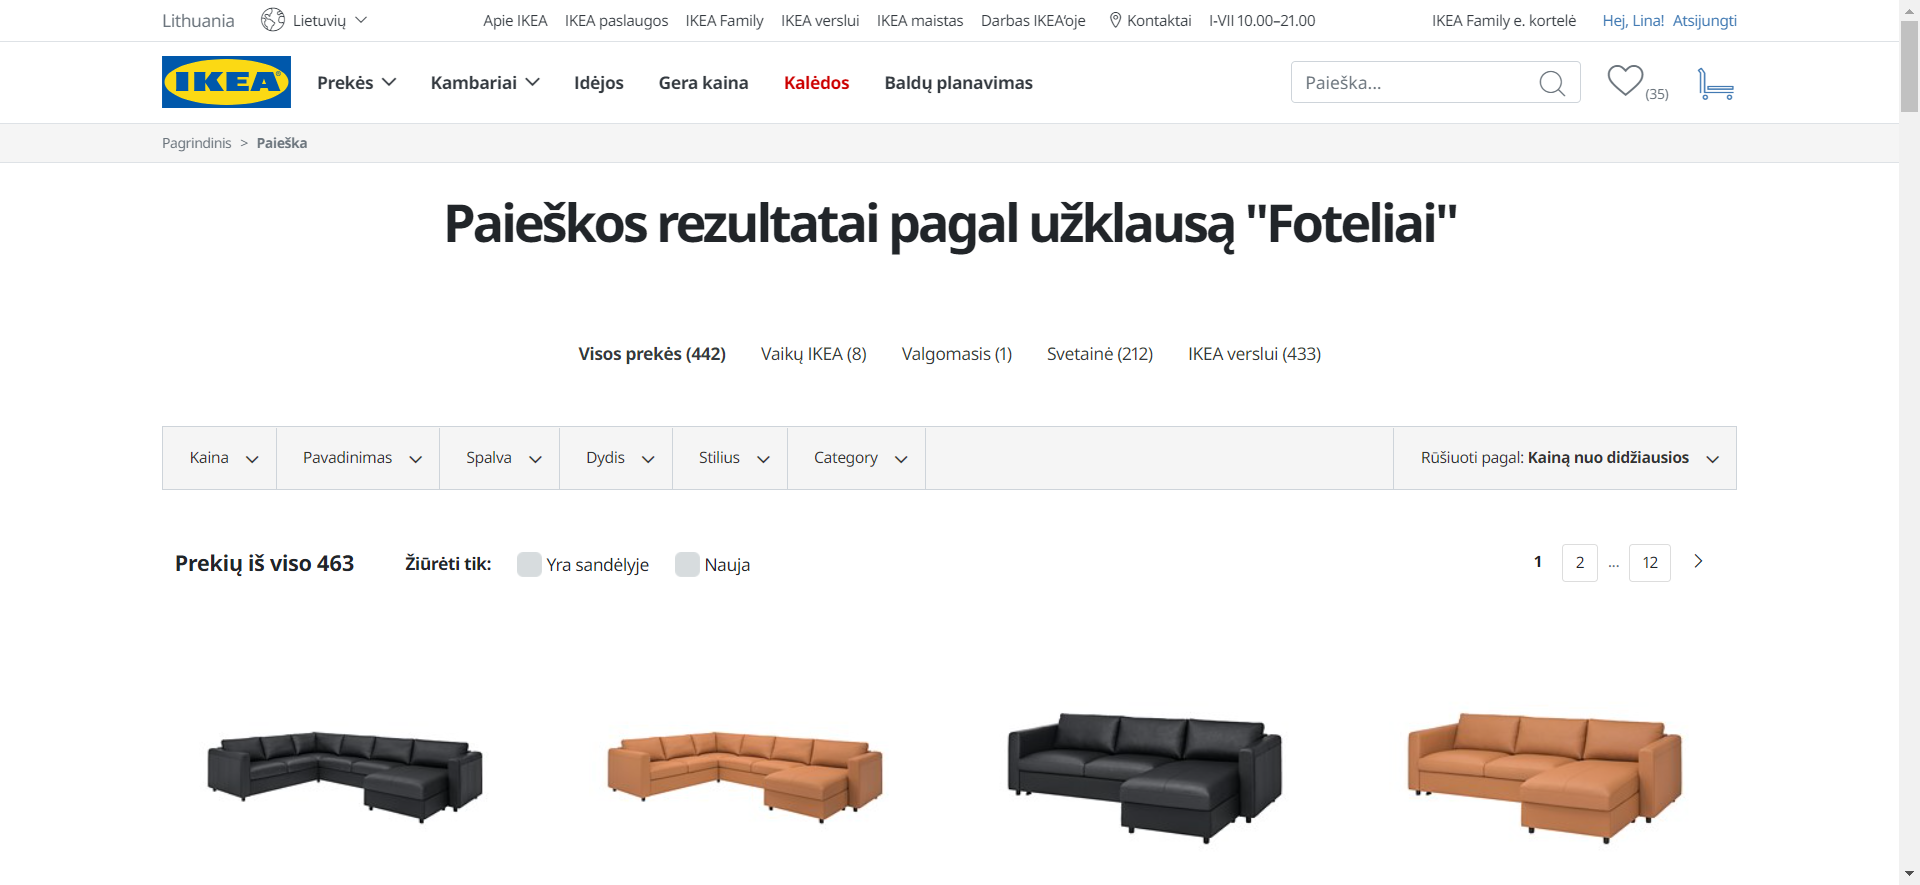 Lithuania Lietuvių Apie IKEA IKEA paslaugos IKEA Family IKEA verslui IKEA maistas Darbas IKEA‘oje Kontaktai I-VII 10.00–21.00 IKEA Family e. kortelė Hej, Lina! Atsijungti
IKEA Prekės Kambariai Idėjos Gera kaina Kalėdos Baldų planavimas Paieška... (35)
Pagrindinis > Paieška
Paieškos rezultatai pagal užklausą "Foteliai"
Visos prekės (442) Vaikų IKEA (8) Valgomasis (1) Svetainė (212) IKEA verslui (433)
Kaina Pavadinimas Spalva Dydis Stilius Category Rūšiuoti pagal: Kainą nuo didžiausios
Prekių iš viso 463 Žiūrėti tik: Yra sandėlyje Nauja 1 2 ... 12